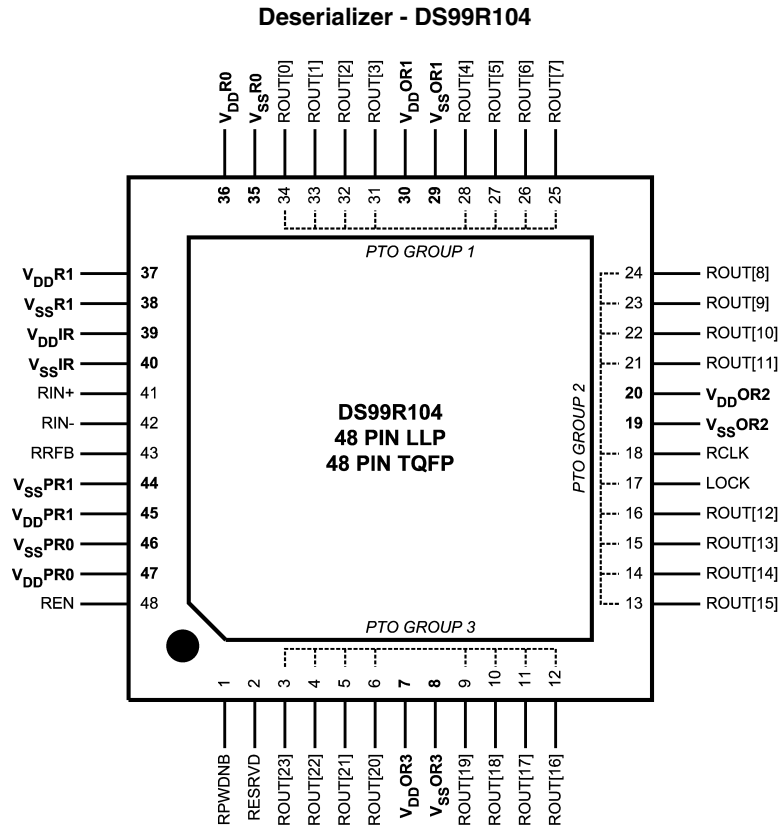 Deserializer - DS99R104
VDDR0
VSSR0
ROUT[0]
ROUT[1]
ROUT[2]
ROUT[3]
VDDOR1
VSSOR1
ROUT[4]
ROUT[5]
ROUT[6]
ROUT[7]
36
35
34
33
32
31
30
29
28
27
26
25
PTO GROUP 1
VDDR1 37
VSSR1 38
VDDIR 39
VSSIR 40
RIN+ 41
RIN- 42
RRFB 43
VSSPR1 44
VDDPR1 45
VSSPR0 46
VDDPR0 47
REN 48
DS99R104
48 PIN LLP
48 PIN TQFP
PTO GROUP 2
24 ROUT[8]
23 ROUT[9]
22 ROUT[10]
21 ROUT[11]
20 VDDOR2
19 VSSOR2
18 RCLK
17 LOCK
16 ROUT[12]
15 ROUT[13]
14 ROUT[14]
13 ROUT[15]
PTO GROUP 3
1
2
3
4
5
6
7
8
9
10
11
12
RPWDNB
RESRVD
ROUT[23]
ROUT[22]
ROUT[21]
ROUT[20]
VDDOR3
VSSOR3
ROUT[19]
ROUT[18]
ROUT[17]
ROUT[16]